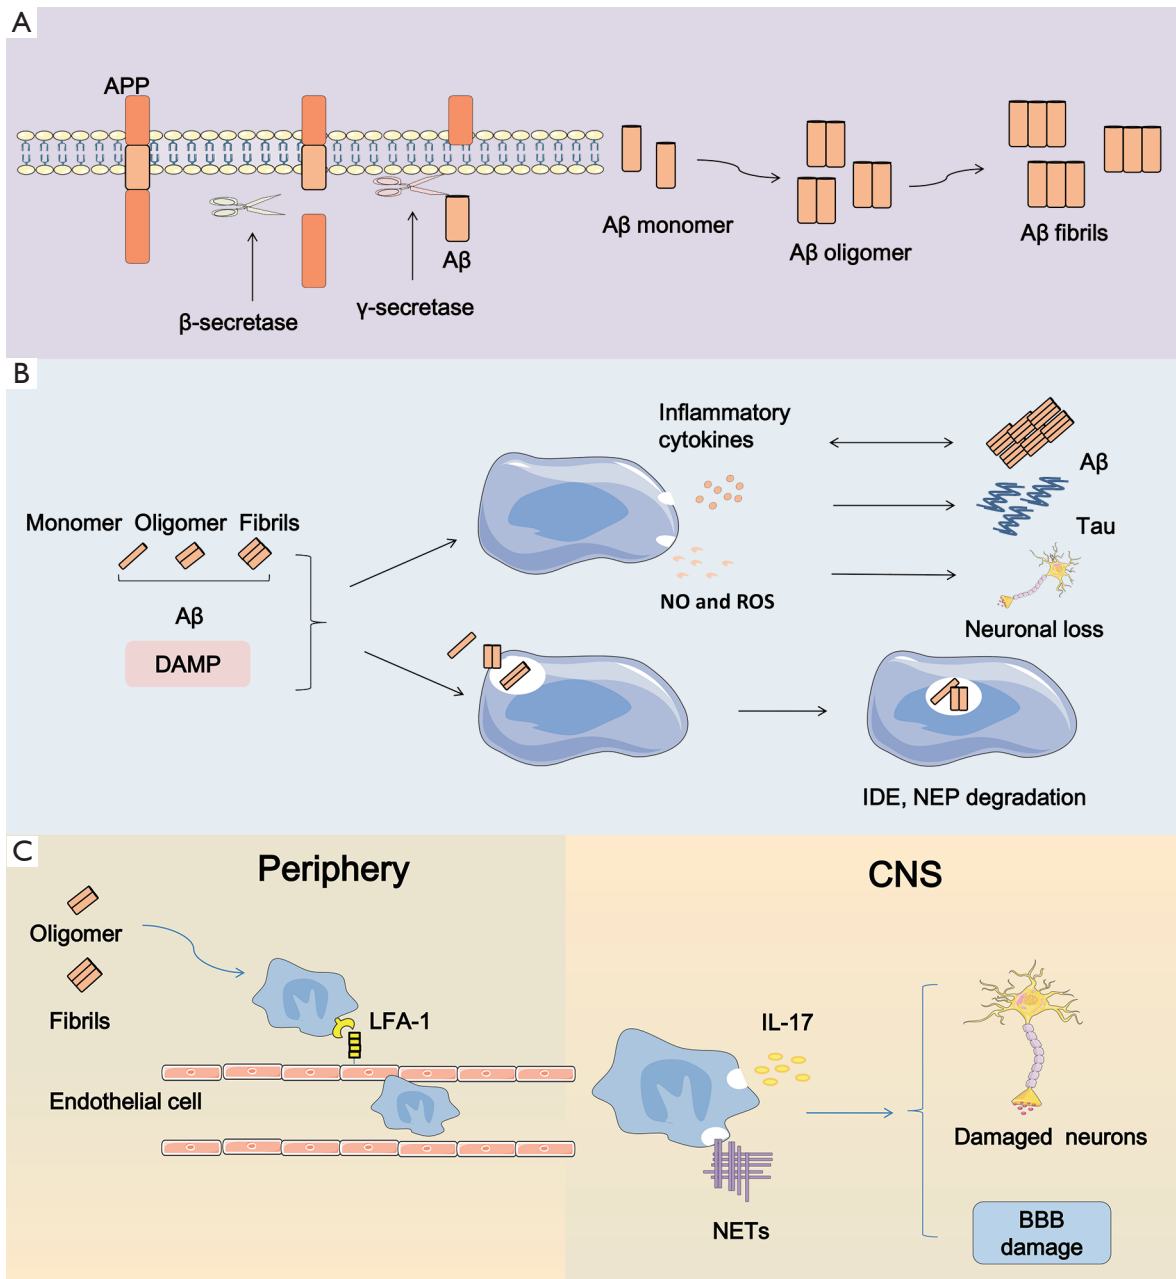 A
APP
Aβ
β-secretase
γ-secretase
Aβ monomer
Aβ oligomer
Aβ fibrils
B
Monomer Oligomer Fibrils
Aβ
DAMP
Inflammatory
cytokines
NO and ROS
Aβ
Tau
Neuronal loss
IDE, NEP degradation
C
Periphery
Oligomer
Fibrils
LFA-1
Endothelial cell
CNS
IL-17
NETs
Damaged neurons
BBB
damage